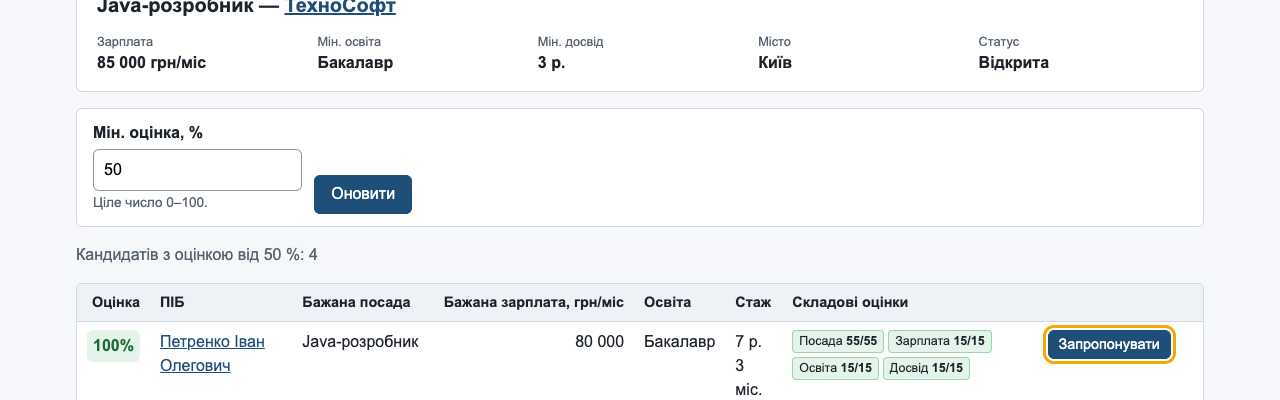 Java-розробник — ТехноСофт
Зарплата
85 000 грн/міс
Мін. освіта
Бакалавр
Мін. досвід
3 р.
Місто
Київ
Статус
Відкрита
Мін. оцінка, %
50
Ціле число 0–100.
Оновити
Кандидатів з оцінкою від 50 %: 4
Оцінка ПІБ Бажана посада Бажана зарплата, грн/міс Освіта Стаж Складові оцінки
100%
Петренко Іван
Олегович
Java-розробник
80 000
Бакалавр
7 р.
3
міс.
Посада 55/55 Зарплата 15/15
Освіта 15/15 Досвід 15/15
Запропонувати